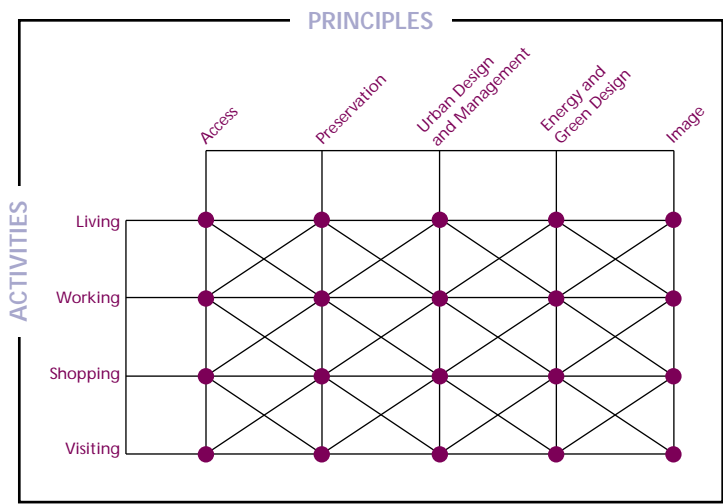 PRINCIPLES
Access
Preservation
Urban Design
and Management
Energy and
Green Design
Image
ACTIVITIES
Living
Working
Shopping
Visiting